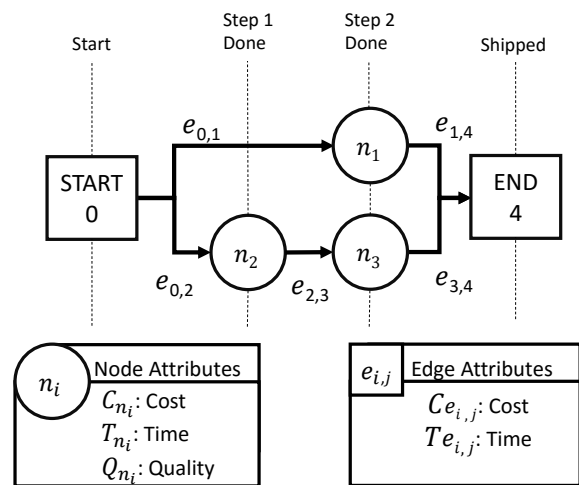 Start
Step 1
Done
Step 2
Done
Shipped
e0,1
e1,4
n1
START
0
END
4
n2
n3
e0,2
e2,3
e3,4
ni
Node Attributes
Cni: Cost
Tni: Time
Qni: Quality
ei,j
Edge Attributes
Cei,j: Cost
Tei,j: Time